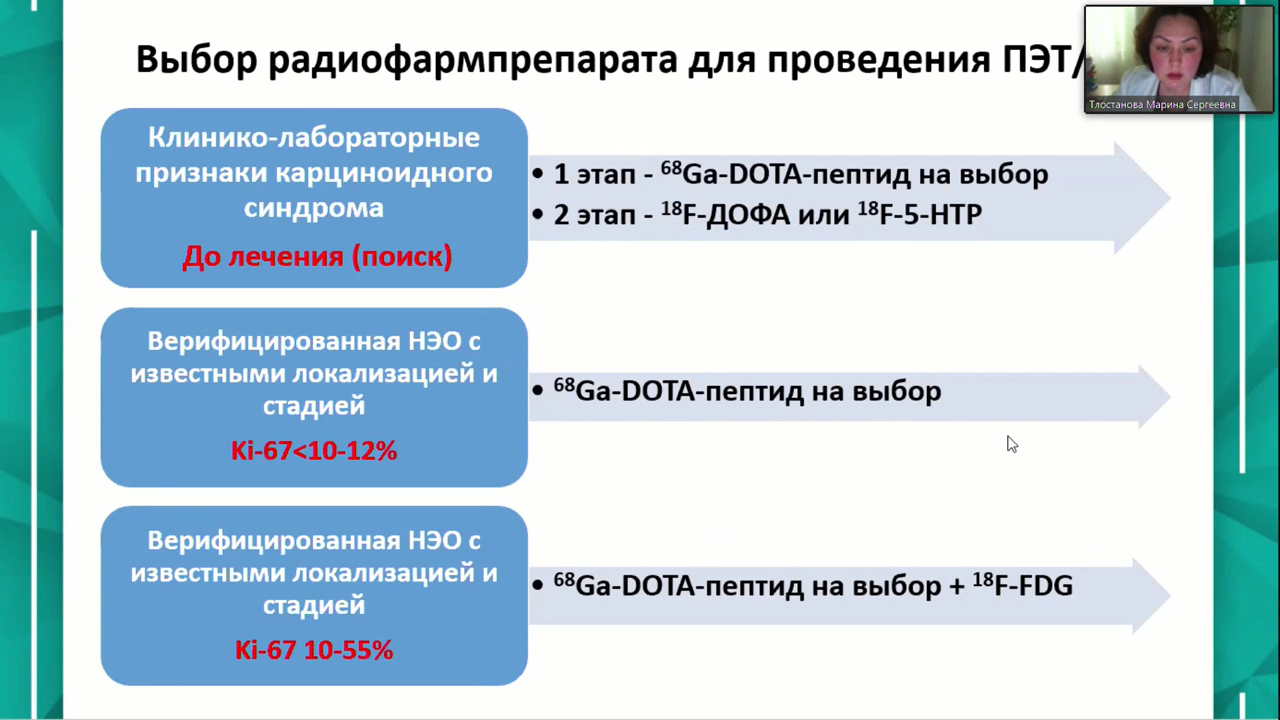 Выбор радиофармпрепарата для проведения ПЭТ/
Тлостанова Марина Сергеевна
Клинико-лабораторные
признаки карциноидного
синдрома
До лечения (поиск)
• 1 этап - ⁶⁸Ga-DOTA-пептид на выбор
• 2 этап - ¹⁸F-ДОФА или ¹⁸F-5-HTP
Верифицированная НЭО с
известными локализацией и
стадией
Ki-67<10-12%
• ⁶⁸Ga-DOTA-пептид на выбор
Верифицированная НЭО с
известными локализацией и
стадией
Ki-67 10-55%
• ⁶⁸Ga-DOTA-пептид на выбор + ¹⁸F-FDG